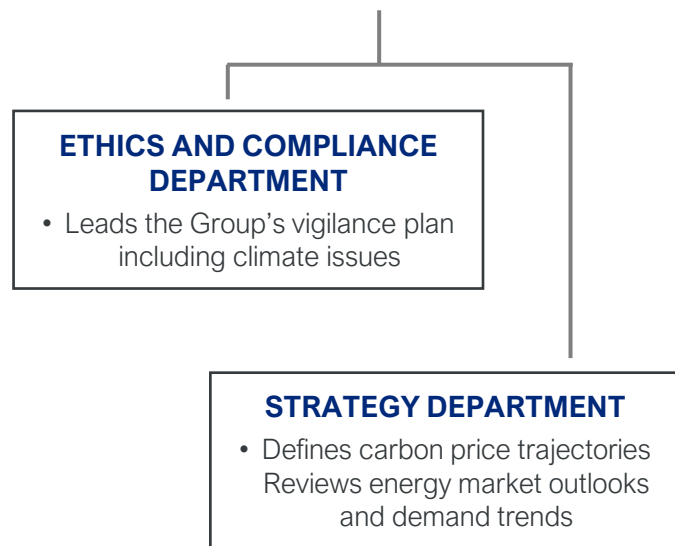 ETHICS AND COMPLIANCE
DEPARTMENT
• Leads the Group’s vigilance plan
including climate issues
STRATEGY DEPARTMENT
• Defines carbon price trajectories
Reviews energy market outlooks
and demand trends